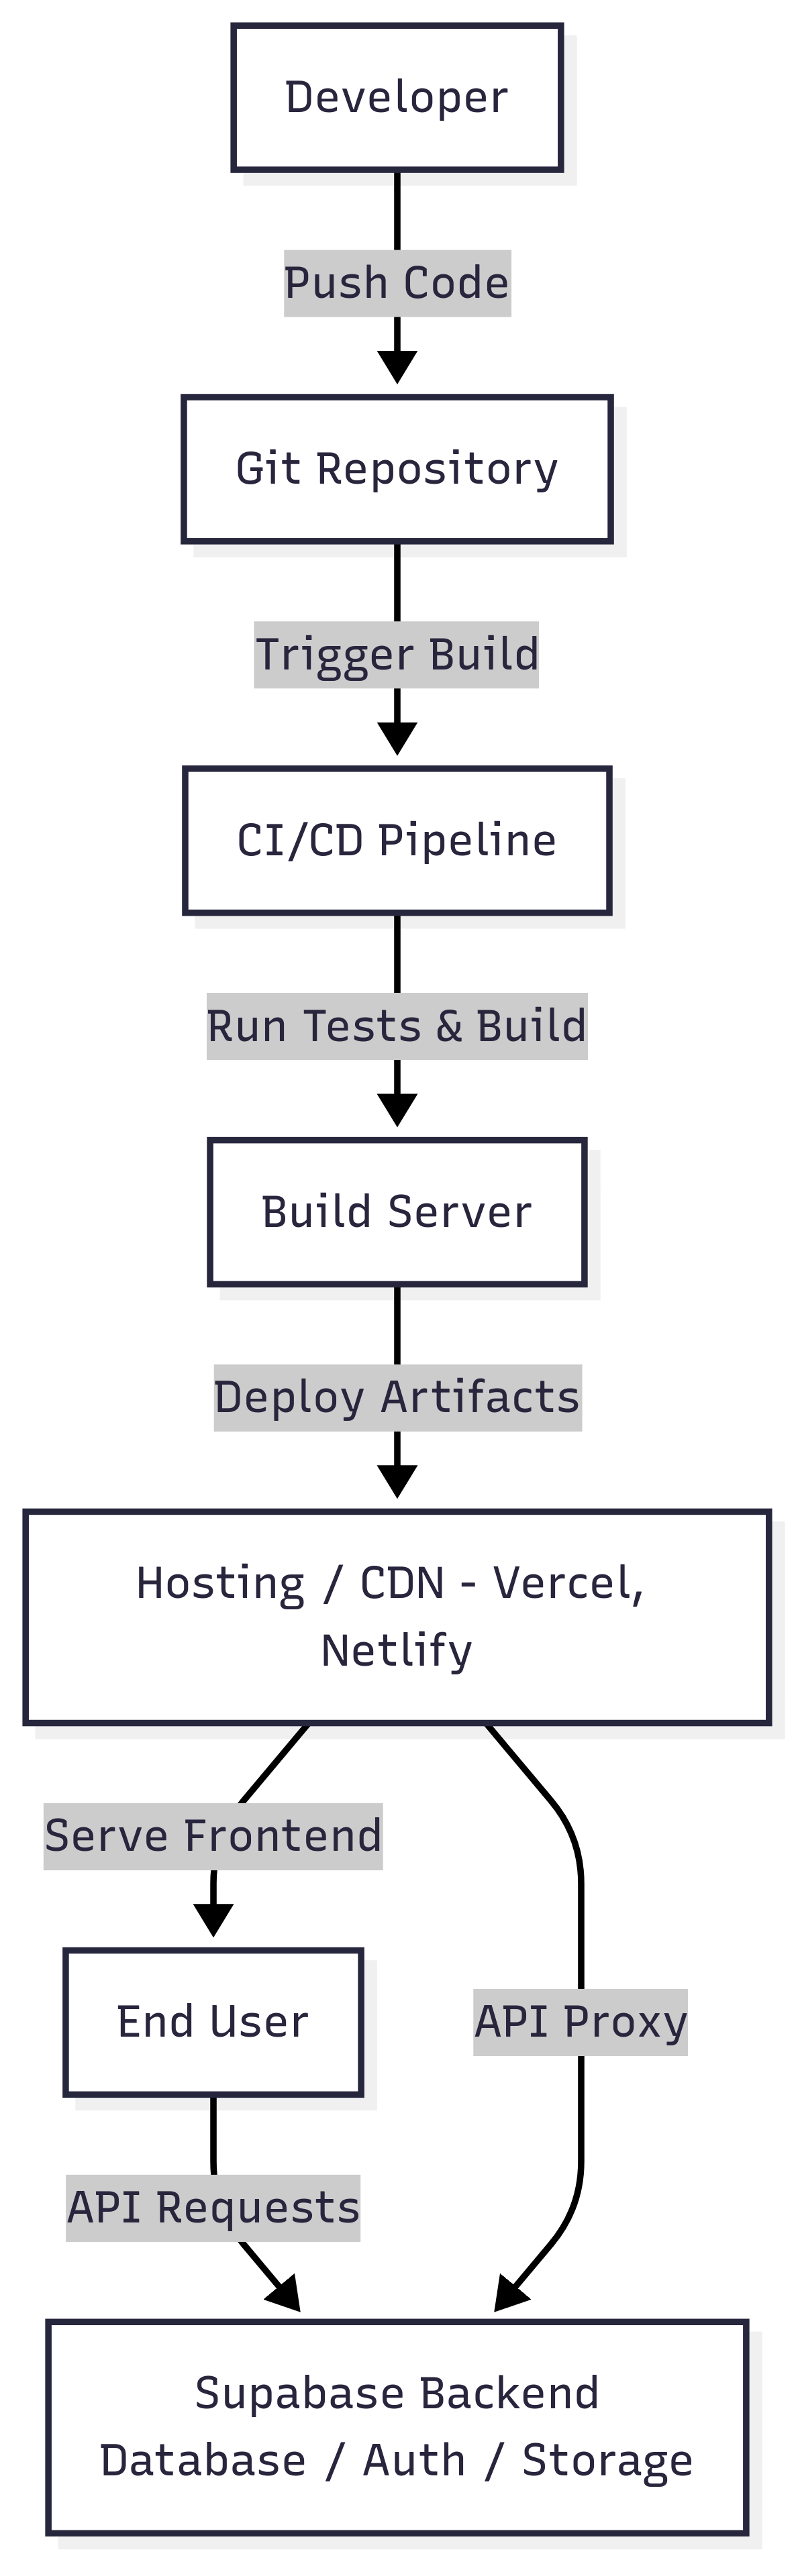 Developer
Push Code
Git Repository
Trigger Build
CI/CD Pipeline
Run Tests & Build
Build Server
Deploy Artifacts
Hosting / CDN - Vercel,
Netlify
Serve Frontend
End User
API Proxy
API Requests
Supabase Backend
Database / Auth / Storage